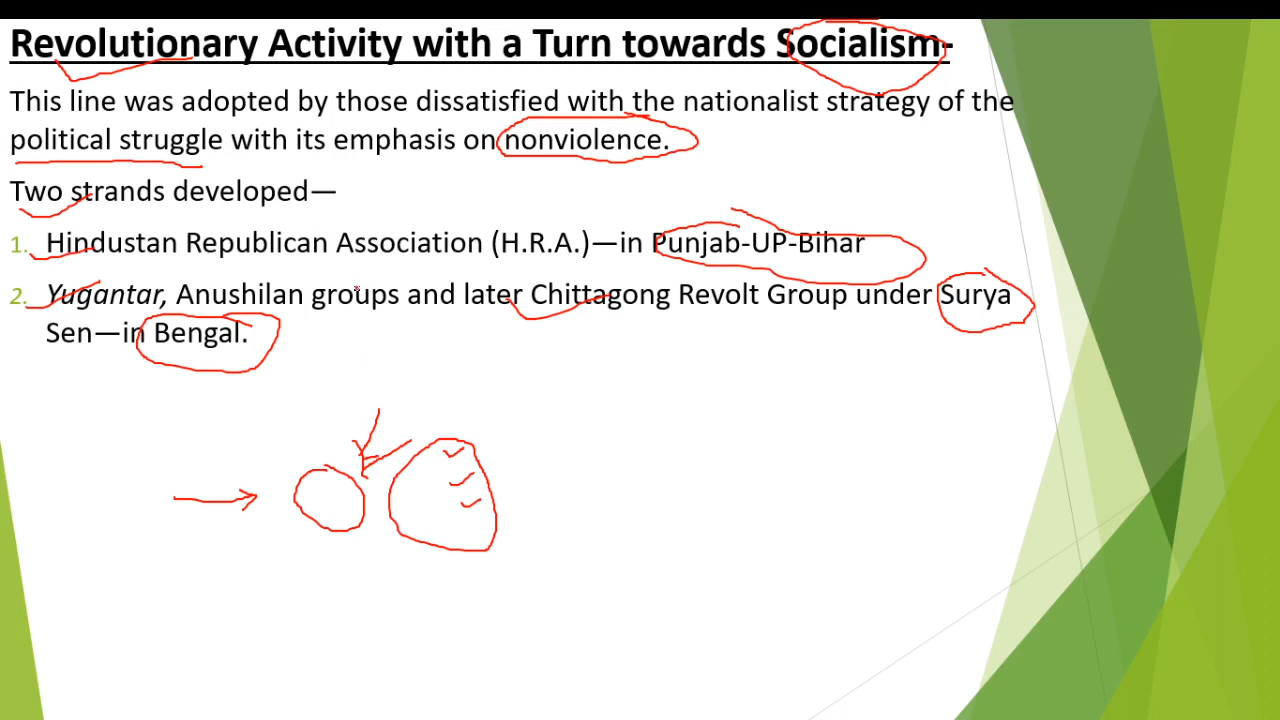 Revolutionary Activity with a Turn towards Socialism-
This line was adopted by those dissatisfied with the nationalist strategy of the
political struggle with its emphasis on nonviolence.
Two strands developed—
1. Hindustan Republican Association (H.R.A.)—in Punjab-UP-Bihar
2. Yugantar, Anushilan groups and later Chittagong Revolt Group under Surya
Sen—in Bengal.